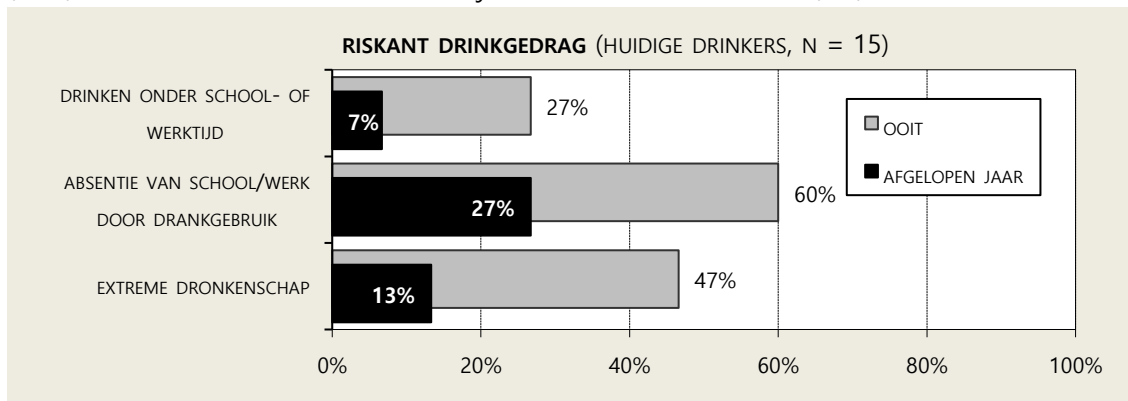 RISKANT DRINKGEDRAG (HUIDIGE DRINKERS, N = 15)
DRINKEN ONDER SCHOOL- OF
WERKTIJD
7%
27%
ABSENTIE VAN SCHOOL/WERK
DOOR DRANKGEBRUIK
27%
60%
EXTREME DRONKENSCHAP
13%
47%
OOIT
AFGELOPEN JAAR
0% 20% 40% 60% 80% 100%